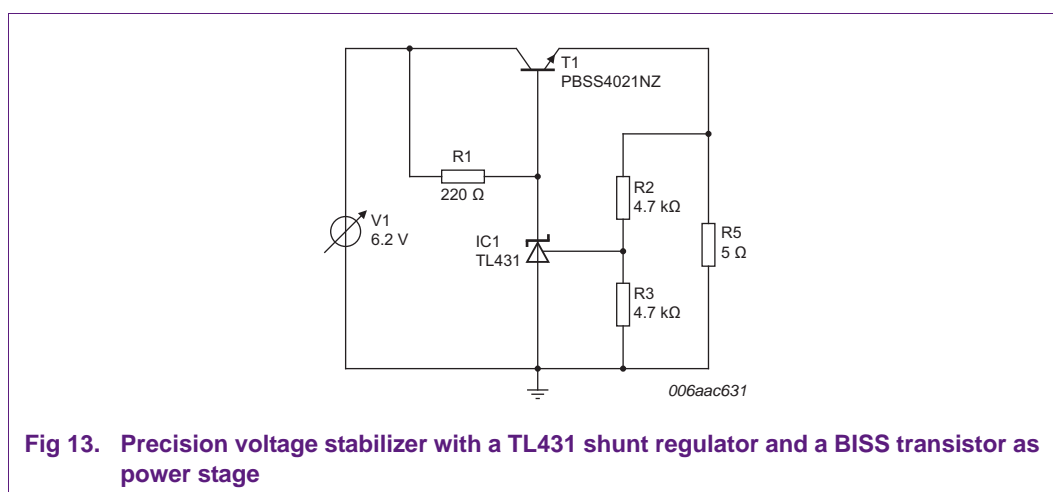 T1
PBSS4021NZ
R1
220 Ω
R2
4.7 kΩ
V1
6.2 V
IC1
TL431
R5
5 Ω
R3
4.7 kΩ
006aac631
Fig 13. Precision voltage stabilizer with a TL431 shunt regulator and a BISS transistor as
power stage